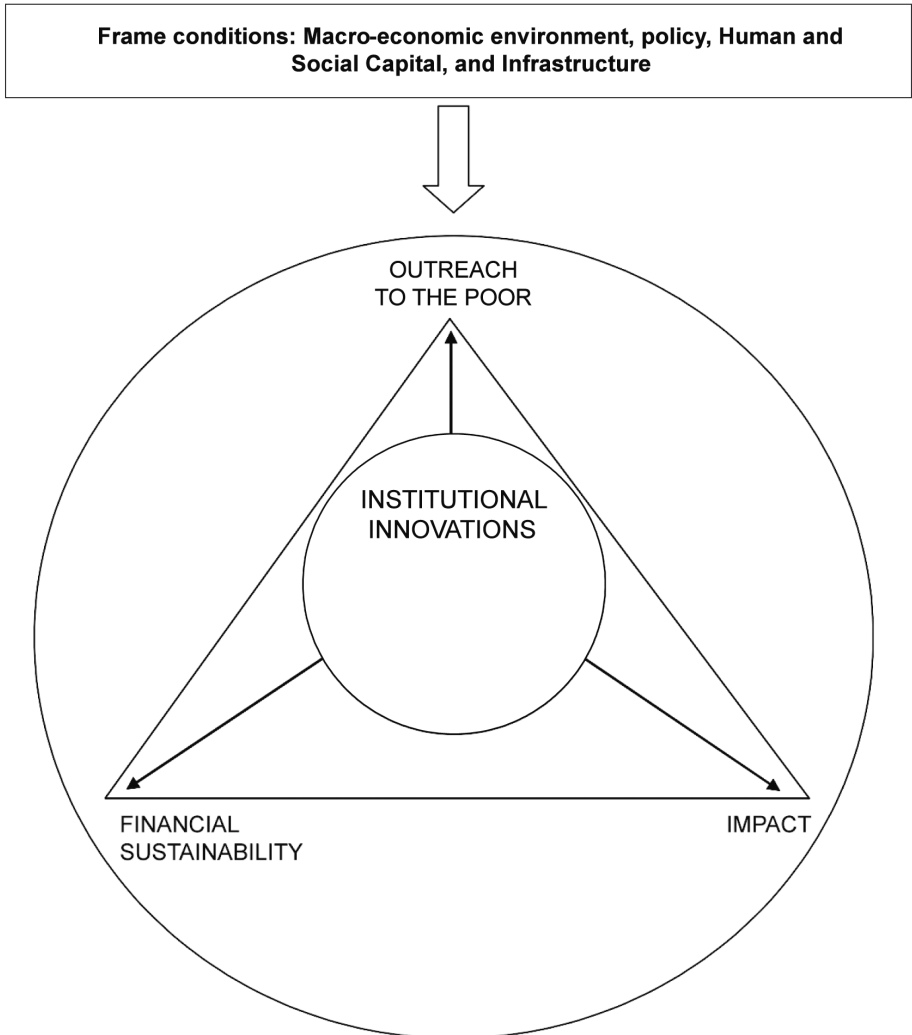 Frame conditions: Macro-economic environment, policy, Human and
Social Capital, and Infrastructure
OUTREACH
TO THE POOR
INSTITUTIONAL
INNOVATIONS
FINANCIAL
SUSTAINABILITY
IMPACT